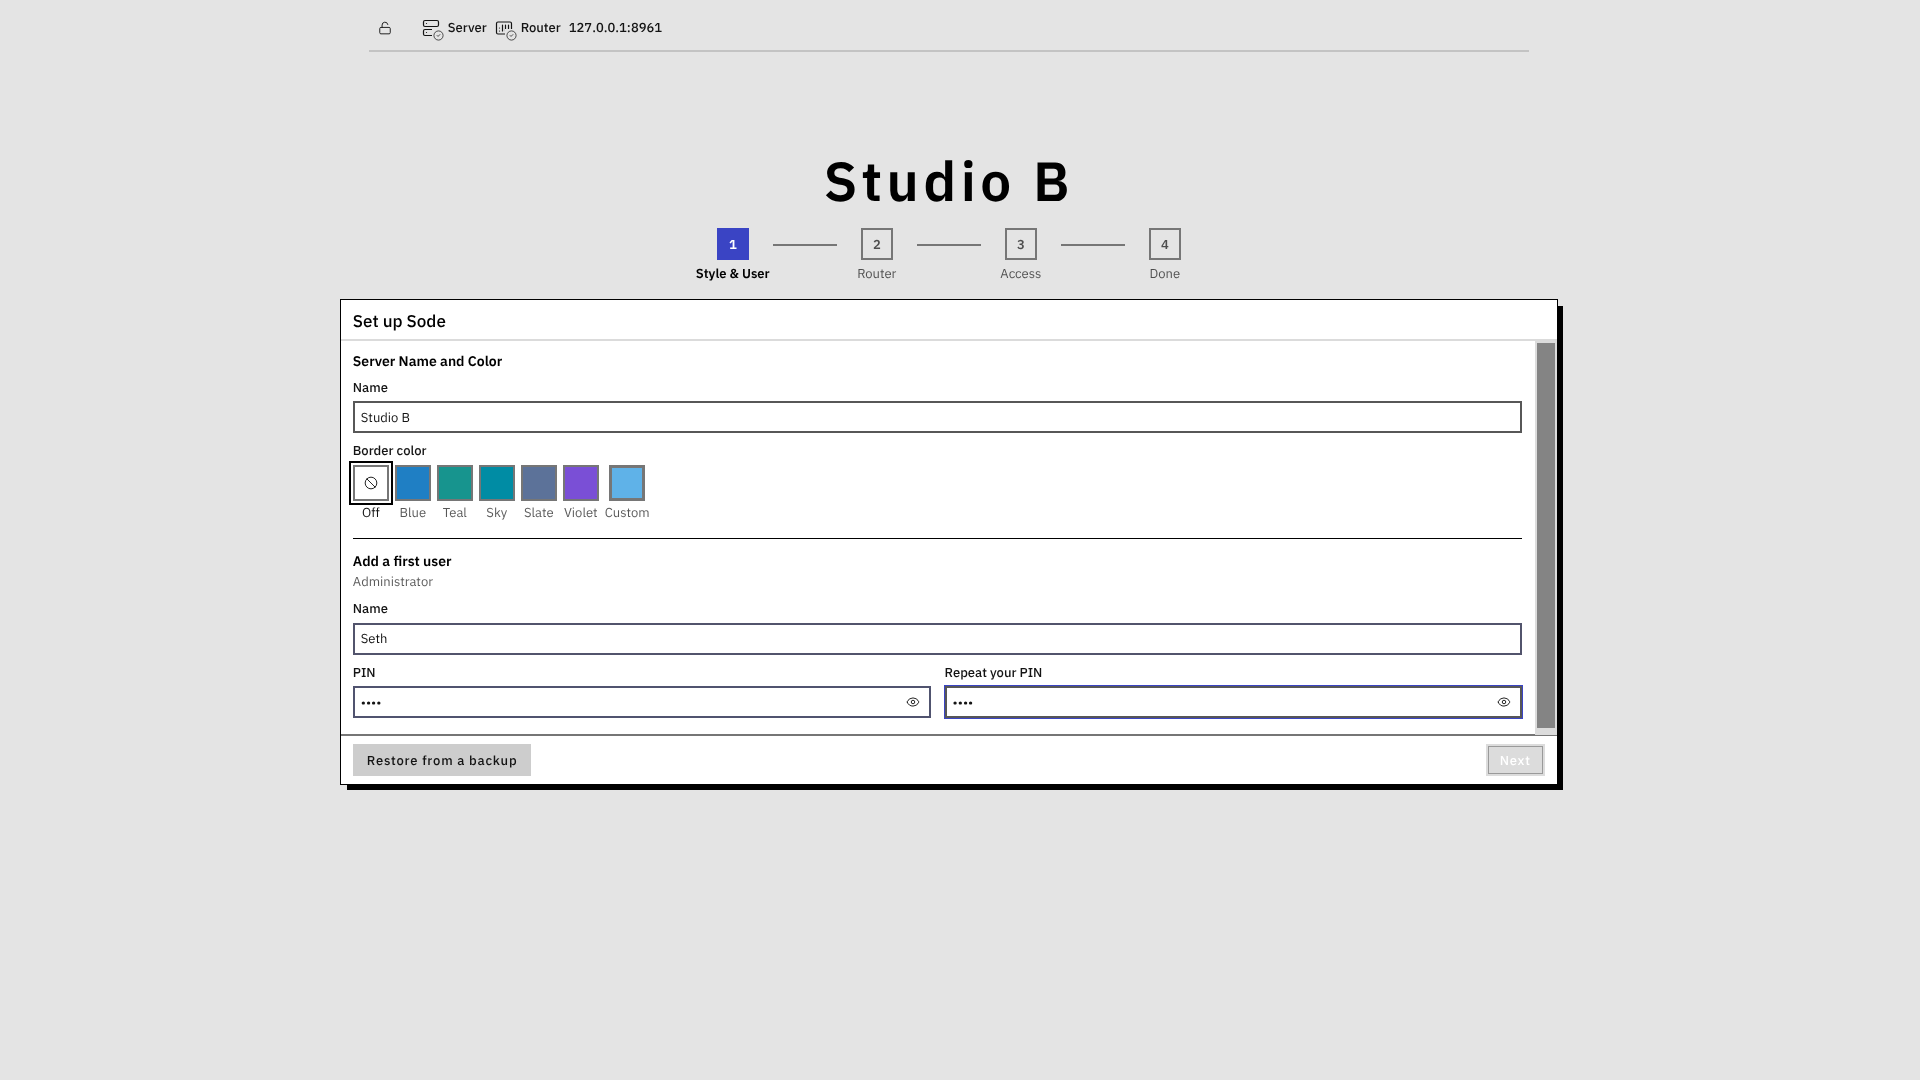 Server Router 127.0.0.1:8961
Studio B
1 2 3 4
Style & User Router Access Done
Set up Sode
Server Name and Color
Name
Studio B
Border color
Off Blue Teal Sky Slate Violet Custom
Add a first user
Administrator
Name
Seth
PIN Repeat your PIN
•••• ••••
Restore from a backup Next